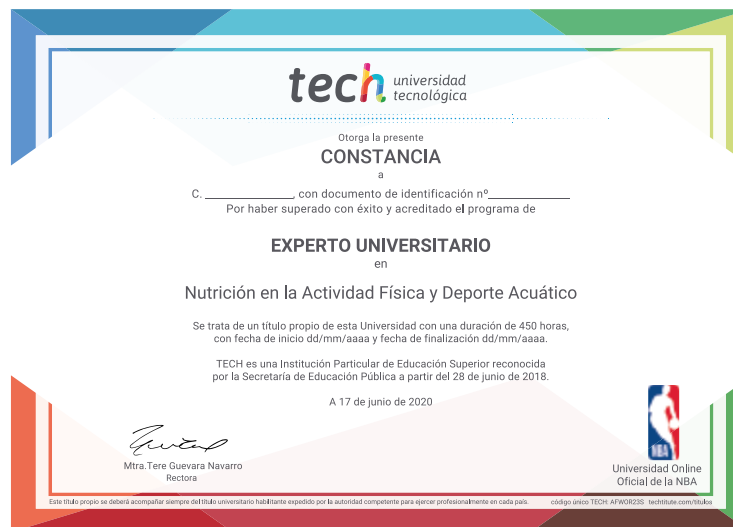 tech universidad
tecnológica
Otorga la presente
CONSTANCIA
a
C. ______________, con documento de identificación nº______________
Por haber superado con éxito y acreditado el programa de
EXPERTO UNIVERSITARIO
en
Nutrición en la Actividad Física y Deporte Acuático
Se trata de un título propio de esta Universidad con una duración de 450 horas,
con fecha de inicio dd/mm/aaaa y fecha de finalización dd/mm/aaaa.
TECH es una Institución Particular de Educación Superior reconocida
por la Secretaría de Educación Pública a partir del 28 de junio de 2018.
A 17 de junio de 2020
Mtra.Tere Guevara Navarro
Rectora
NBA
Universidad Online
Oficial de la NBA
Este título propio se deberá acompañar siempre del título universitario habilitante expedido por la autoridad competente para ejercer profesionalmente en cada país. código único TECH: AFWOR23S techtitute.com/titulos